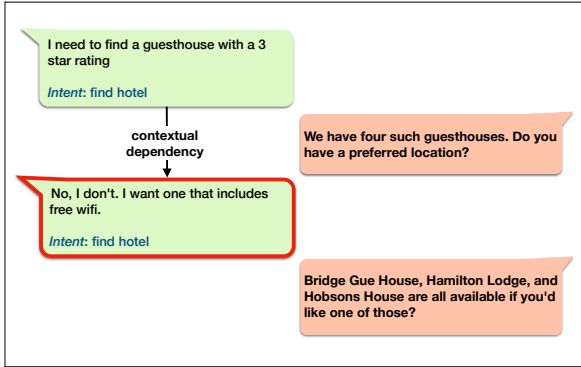 I need to find a guesthouse with a 3
star rating
Intent: find hotel
contextual
dependency
We have four such guesthouses. Do you
have a preferred location?
No, I don't. I want one that includes
free wifi.
Intent: find hotel
Bridge Gue House, Hamilton Lodge, and
Hobsons House are all available if you'd
like one of those?